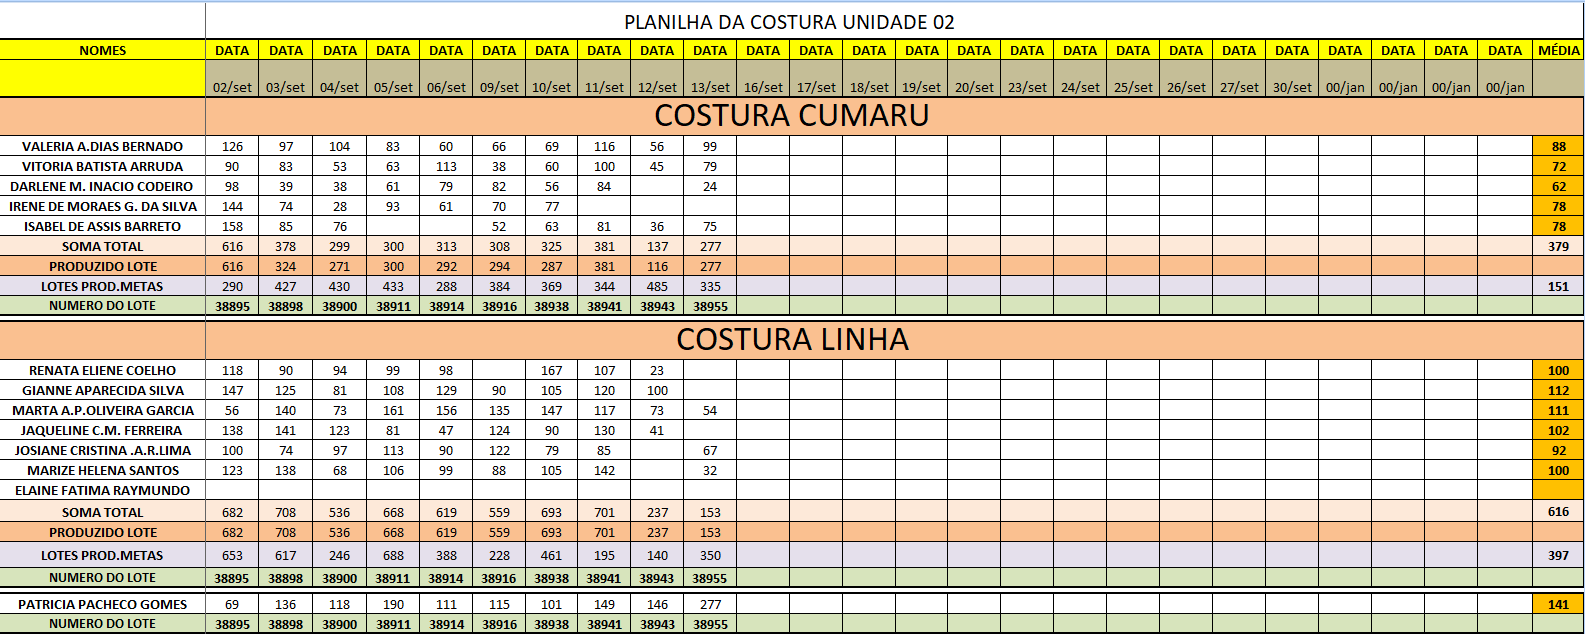 PLANILHA DA COSTURA UNIDADE 02
NOMES DATA DATA DATA DATA DATA DATA DATA DATA DATA DATA DATA DATA DATA DATA DATA DATA DATA DATA DATA DATA DATA DATA DATA DATA DATA MÉDIA
02/set 03/set 04/set 05/set 06/set 09/set 10/set 11/set 12/set 13/set 16/set 17/set 18/set 19/set 20/set 23/set 24/set 25/set 26/set 27/set 30/set 00/jan 00/jan 00/jan 00/jan
COSTURA CUMARU
VALERIA A.DIAS BERNADO 126 97 104 83 60 66 69 116 56 99 88
VITORIA BATISTA ARRUDA 90 83 53 63 113 38 60 100 45 79 72
DARLENE M. INACIO CODEIRO 98 39 38 61 79 82 56 84 24 62
IRENE DE MORAES G. DA SILVA 144 74 28 93 61 70 77 78
ISABEL DE ASSIS BARRETO 158 85 76 52 63 81 36 75 78
SOMA TOTAL 616 378 299 300 313 308 325 381 137 277 379
PRODUZIDO LOTE 616 324 271 300 292 294 287 381 116 277
LOTES PROD.METAS 290 427 430 433 288 384 369 344 485 335 151
NUMERO DO LOTE 38895 38898 38900 38911 38914 38916 38938 38941 38943 38955
COSTURA LINHA
RENATA ELIENE COELHO 118 90 94 99 98 167 107 23 100
GIANNE APARECIDA SILVA 147 125 81 108 129 90 105 120 100 112
MARTA A.P.OLIVEIRA GARCIA 56 140 73 161 156 135 147 117 73 54 111
JAQUELINE C.M. FERREIRA 138 141 123 81 47 124 90 130 41 102
JOSIANE CRISTINA .A.R.LIMA 100 74 97 113 90 122 79 85 67 92
MARIZE HELENA SANTOS 123 138 68 106 99 88 105 142 32 100
ELAINE FATIMA RAYMUNDO
SOMA TOTAL 682 708 536 668 619 559 693 701 237 153 616
PRODUZIDO LOTE 682 708 536 668 619 559 693 701 237 153
LOTES PROD.METAS 653 617 246 688 388 228 461 195 140 350 397
NUMERO DO LOTE 38895 38898 38900 38911 38914 38916 38938 38941 38943 38955
PATRICIA PACHECO GOMES 69 136 118 190 111 115 101 149 146 277 141
NUMERO DO LOTE 38895 38898 38900 38911 38914 38916 38938 38941 38943 38955